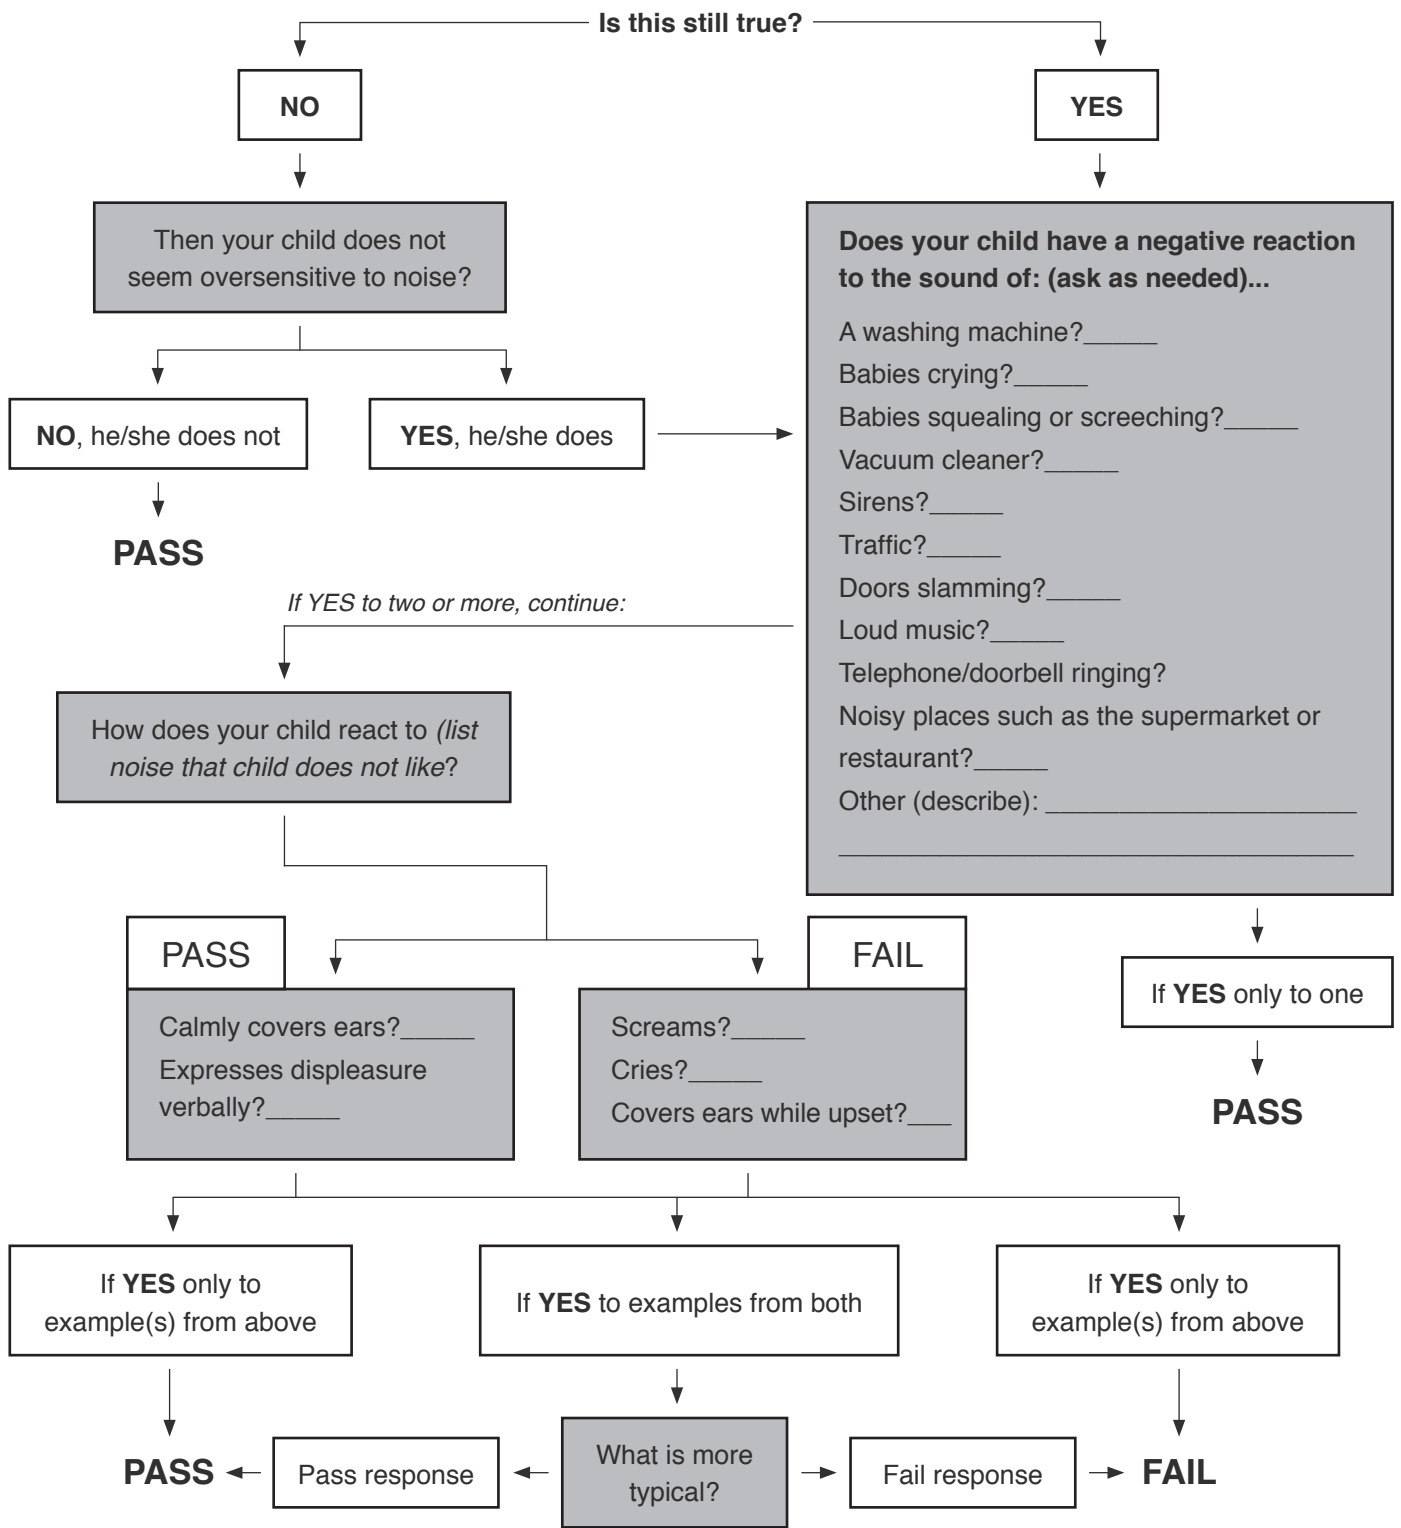 Is this still true?
NO
YES
Then your child does not
seem oversensitive to noise?
NO, he/she does not
YES, he/she does
PASS
Does your child have a negative reaction
to the sound of: (ask as needed)...
A washing machine?_____
Babies crying?_____
Babies squealing or screeching?_____
Vacuum cleaner?_____
Sirens?_____
Traffic?_____
Doors slamming?_____
Loud music?_____
Telephone/doorbell ringing?
Noisy places such as the supermarket or
restaurant?_____
Other (describe): _____________________
___________________________________
If YES to two or more, continue:
How does your child react to (list
noise that child does not like?
If YES only to one
PASS
PASS
Calmly covers ears?_____
Expresses displeasure
verbally?_____
FAIL
Screams?_____
Cries?_____
Covers ears while upset?___
If YES only to
example(s) from above
If YES to examples from both
If YES only to
example(s) from above
PASS
Pass response
What is more
typical?
Fail response
FAIL